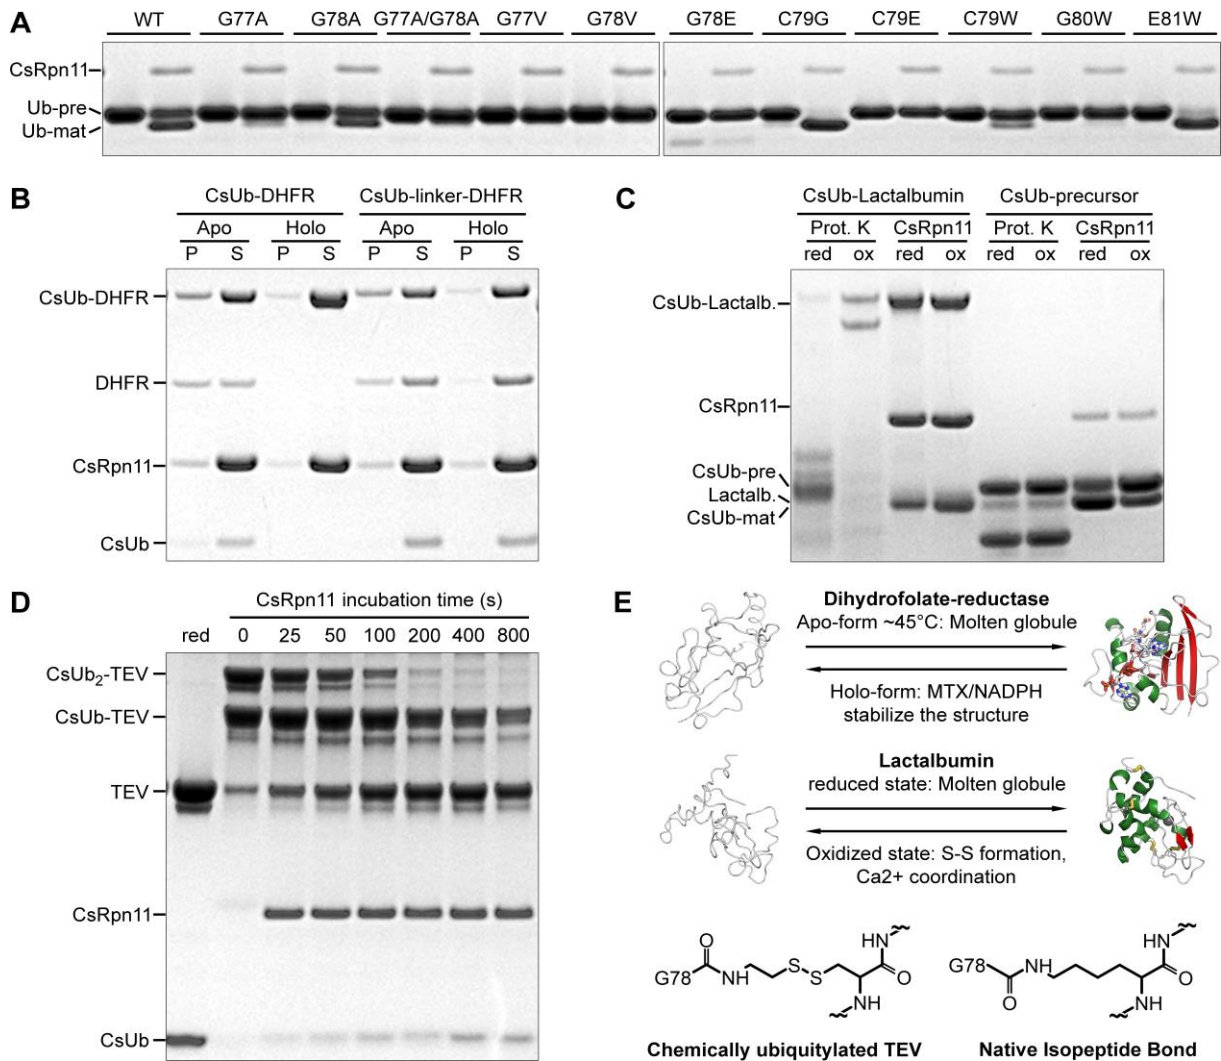 A
WT G77A G78A G77A/G78A G77V G78V G78E C79G C79E C79W G80W E81W
CsRpn11
Ub-pre
Ub-mat
B
CsUb-DHFR CsUb-linker-DHFR
Apo Holo Apo Holo
P S P S P S P S
CsUb-DHFR
DHFR
CsRpn11
CsUb
C
CsUb-Lactalbumin CsUb-precursor
Prot. K CsRpn11 Prot. K CsRpn11
red ox red ox red ox red ox
CsUb-Lactalb.
CsRpn11
CsUb-pre
Lactalb.
CsUb-mat
D
CsRpn11 incubation time (s)
red 0 25 50 100 200 400 800
CsUb₂-TEV
CsUb-TEV
TEV
CsRpn11
CsUb
E
Dihydrofolate-reductase
Apo-form ~45°C: Molten globule
Holo-form: MTX/NADPH
stabilize the structure
Lactalbumin
reduced state: Molten globule
Oxidized state: S-S formation,
Ca2+ coordination
G78 O NH S S HN O NH
G78 O NH HN O NH
Chemically ubiquitylated TEV
Native Isopeptide Bond